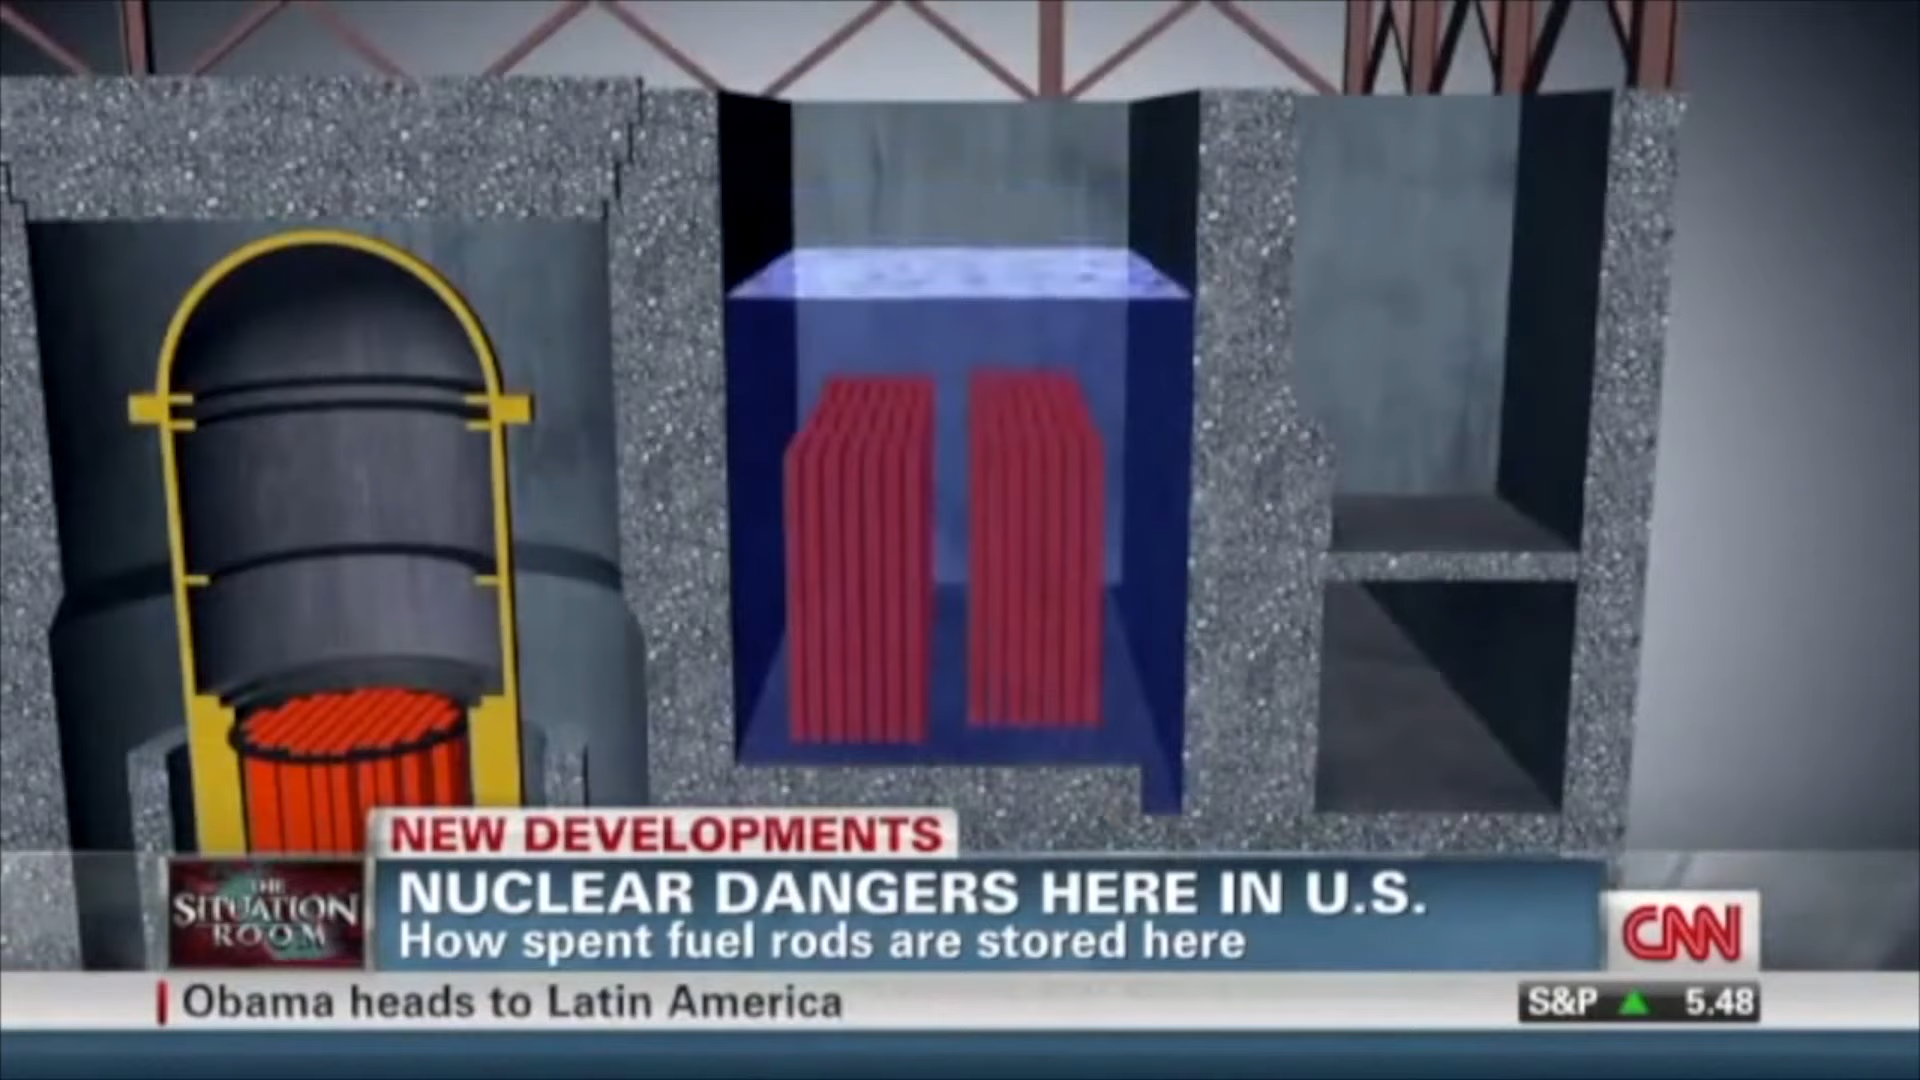 NEW DEVELOPMENTS
THE
SITUATION
ROOM
NUCLEAR DANGERS HERE IN U.S.
How spent fuel rods are stored here
CNN
Obama heads to Latin America
S&P ▲ 5.48